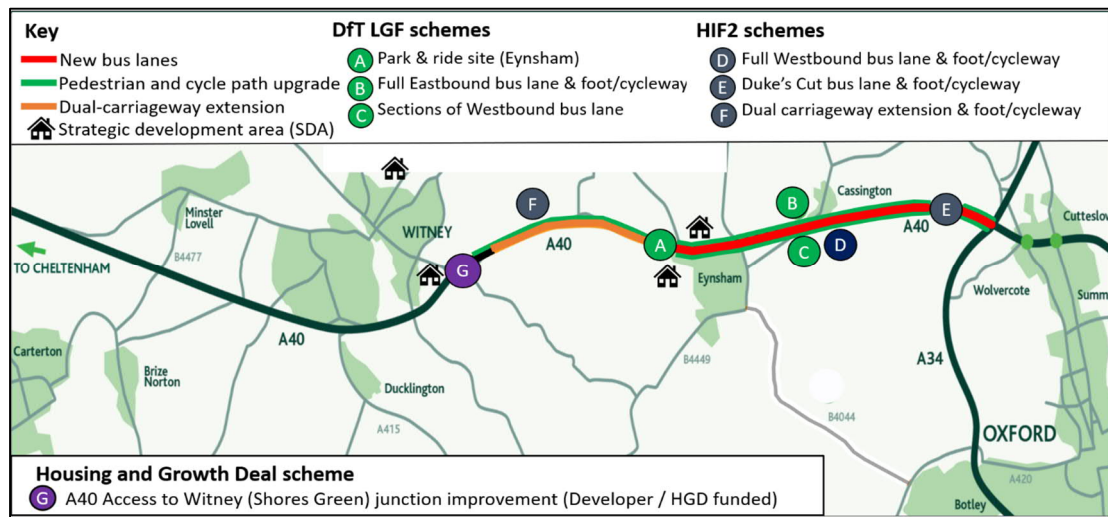 Key
New bus lanes
Pedestrian and cycle path upgrade
Dual-carriageway extension
Strategic development area (SDA)
DfT LGF schemes
A Park & ride site (Eynsham)
B Full Eastbound bus lane & foot/cycleway
C Sections of Westbound bus lane
HIF2 schemes
D Full Westbound bus lane & foot/cycleway
E Duke's Cut bus lane & foot/cycleway
F Dual carriageway extension & foot/cycleway
Minster
Lovell
B4477
TO CHELTENHAM
A40
Carterton
Brize
Norton
WITNEY
G
Ducklington
A415
F
A40
A
Eynsham
B4449
B
C
D
Cassington
A40
E
Cutteslow
Wolvercote
Summ
A34
B4044
OXFORD
A420
Botley
Housing and Growth Deal scheme
G A40 Access to Witney (Shores Green) junction improvement (Developer / HGD funded)